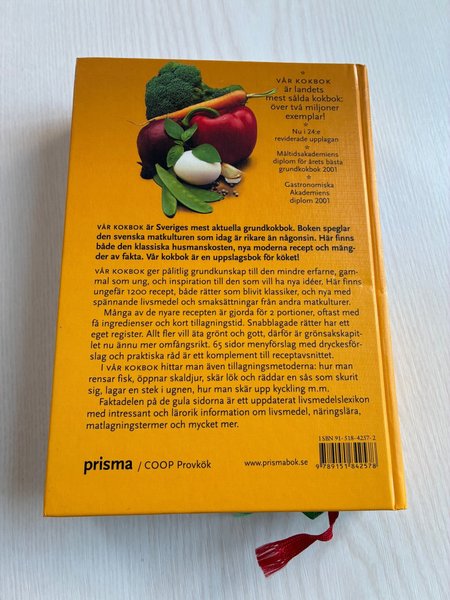 *
VÅR KOKBOK
är landets
mest sålda kokbok:
över två miljoner
exemplar!
*
Nu i 24:e
reviderade upplagan
*
Måltidsakademiens
diplom för årets bästa
grundkokbok 2001
*
Gastronomiska
Akademiens
diplom 2001
VÅR KOKBOK är Sveriges mest aktuella grundkokbok. Boken speglar
den svenska matkulturen som idag är rikare än någonsin. Här finns
både den klassiska husmanskosten, nya moderna recept och mäng-
der av fakta. Vår kokbok är en uppslagsbok för köket!
VÅR KOKBOK ger pålitlig grundkunskap till den mindre erfarne, gam-
mal som ung, och inspiration till den som vill ha nya idéer. Här finns
ungefär 1200 recept, både rätter som blivit klassiker, och nya med
spännande livsmedel och smaksättningar från andra matkulturer.
Många av de nyare recepten är gjorda för 2 portioner, oftast med
få ingredienser och kort tillagningstid. Snabblagade rätter har ett
eget register. Allt fler vill äta grönt och gott, därför är grönsakskapit-
let nu ännu mer omfångsrikt. 65 sidor menyförslag med dryckesför-
slag och praktiska råd är ett komplement till receptavsnittet.
I VÅR KOKBOK hittar man även tillagningsmetoderna: hur man
rensar fisk, öppnar skaldjur, skär lök och räddar en sås som skurit
sig, lagar en stek i ugnen, hur man skär upp kyckling m.m.
Faktadelen på de gula sidorna är ett uppdaterat livsmedelslexikon
med intressant och lärorik information om livsmedel, näringslära,
matlagningstermer och mycket mer.
ISBN 91-518-4257-2
prisma / COOP Provkök
www.prismabok.se
9 789151 842578